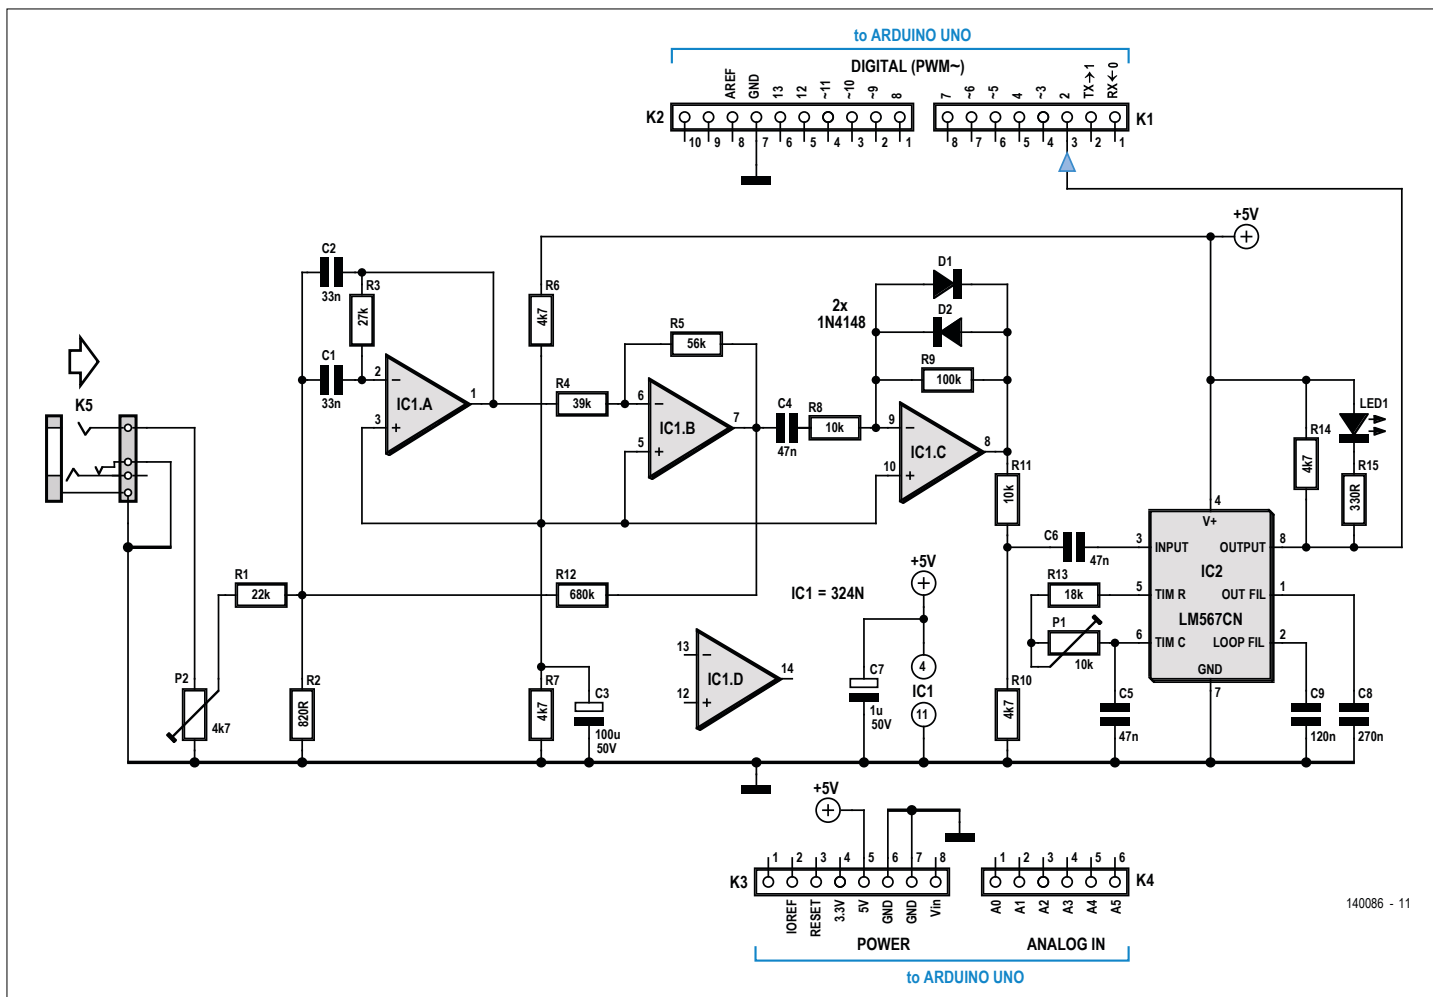 to ARDUINO UNO
DIGITAL (PWM~)
AREF
GND
13
12
~11
~10
~9
8
7
~6
~5
4
~3
2
TX→1
RX←0
K2
K1
10 9 8 7 6 5 4 3 2 1
8 7 6 5 4 3 2 1
+5V
C2
33n
R3
27k
C1
33n
2
3
1
IC1.A
R6
4k7
R4
39k
R5
56k
6
5
7
IC1.B
C4
47n
R8
10k
2x
1N4148
D1
D2
R9
100k
9
10
8
IC1.C
R11
10k
K5
R14
4k7
LED1
R15
330R
C6
47n
3 INPUT
4
V+
OUTPUT 8
IC2
R13
18k
5 TIM R
OUT FIL 1
LM567CN
P1
10k
6 TIM C
LOOP FIL 2
GND
7
R1
22k
R12
680k
IC1 = 324N
+5V
P2
4k7
R2
820R
R7
4k7
C3
100u
50V
13
12
14
IC1.D
C7
1u
50V
4
IC1
11
R10
4k7
C5
47n
C9
120n
C8
270n
+5V
1 2 3 4 5 6 7 8
K3
IOREF
RESET
3.3V
5V
GND
GND
Vin
POWER
1 2 3 4 5 6
K4
A0
A1
A2
A3
A4
A5
ANALOG IN
to ARDUINO UNO
140086 - 11